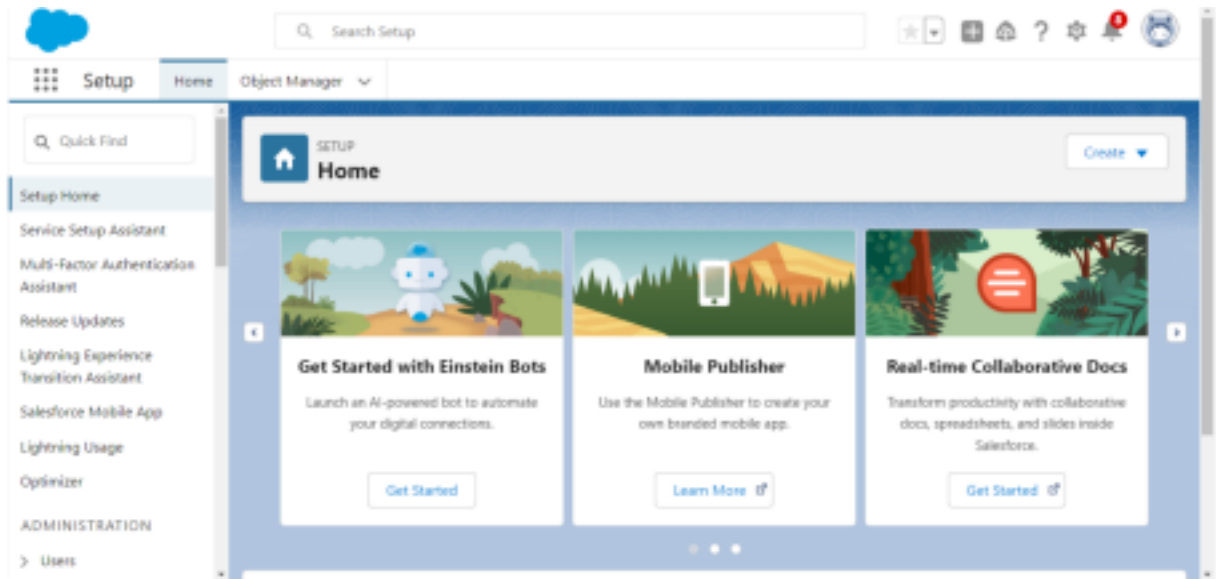 Search Setup
8
Setup
Home
Object Manager
Quick Find
Setup Home
Service Setup Assistant
Multi-Factor Authentication
Assistant
Release Updates
Lightning Experience
Transition Assistant
Salesforce Mobile App
Lightning Usage
Optimizer
ADMINISTRATION
Users
SETUP
Home
Create
Get Started with Einstein Bots
Launch an AI-powered bot to automate
your digital connections.
Get Started
Mobile Publisher
Use the Mobile Publisher to create your
own branded mobile app.
Learn More
Real-time Collaborative Docs
Transform productivity with collaborative
docs, spreadsheets, and slides inside
Salesforce.
Get Started